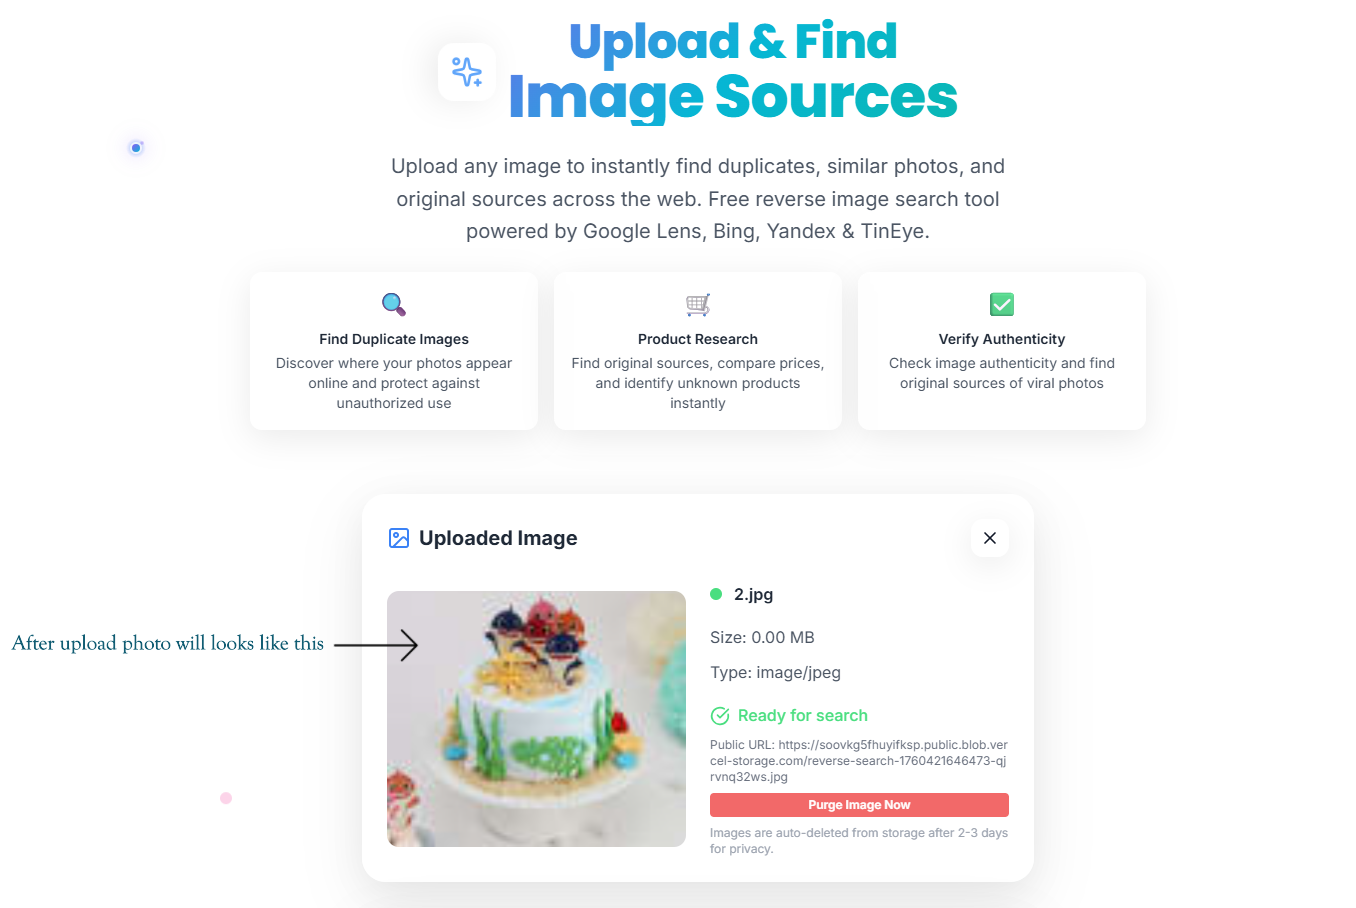 Upload & Find
Image Sources
Upload any image to instantly find duplicates, similar photos, and
original sources across the web. Free reverse image search tool
powered by Google Lens, Bing, Yandex & TinEye.
Find Duplicate Images
Discover where your photos appear
online and protect against
unauthorized use
Product Research
Find original sources, compare prices,
and identify unknown products
instantly
Verify Authenticity
Check image authenticity and find
original sources of viral photos
Uploaded Image
After upload photo will looks like this
2.jpg
Size: 0.00 MB
Type: image/jpeg
Ready for search
Public URL: https://soovkg5fhuyifksp.public.blob.ver
cel-storage.com/reverse-search-1760421646473-qj
rvnq32ws.jpg
Purge Image Now
Images are auto-deleted from storage after 2-3 days
for privacy.